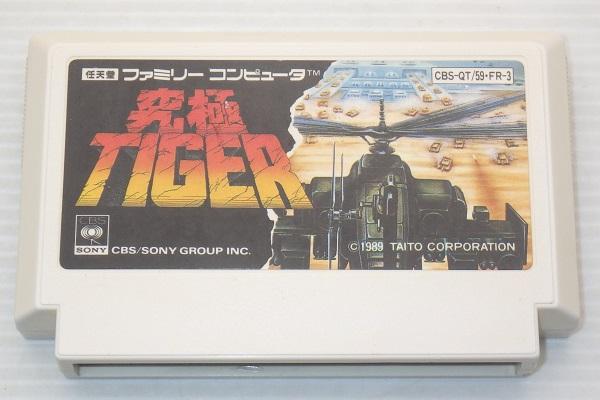 任天堂 ファミリー コンピュータ™
CBS-QT/59・FR-3
究極
TIGER
CBS
SONY
CBS/SONY GROUP INC.
© 1989 TAITO CORPORATION